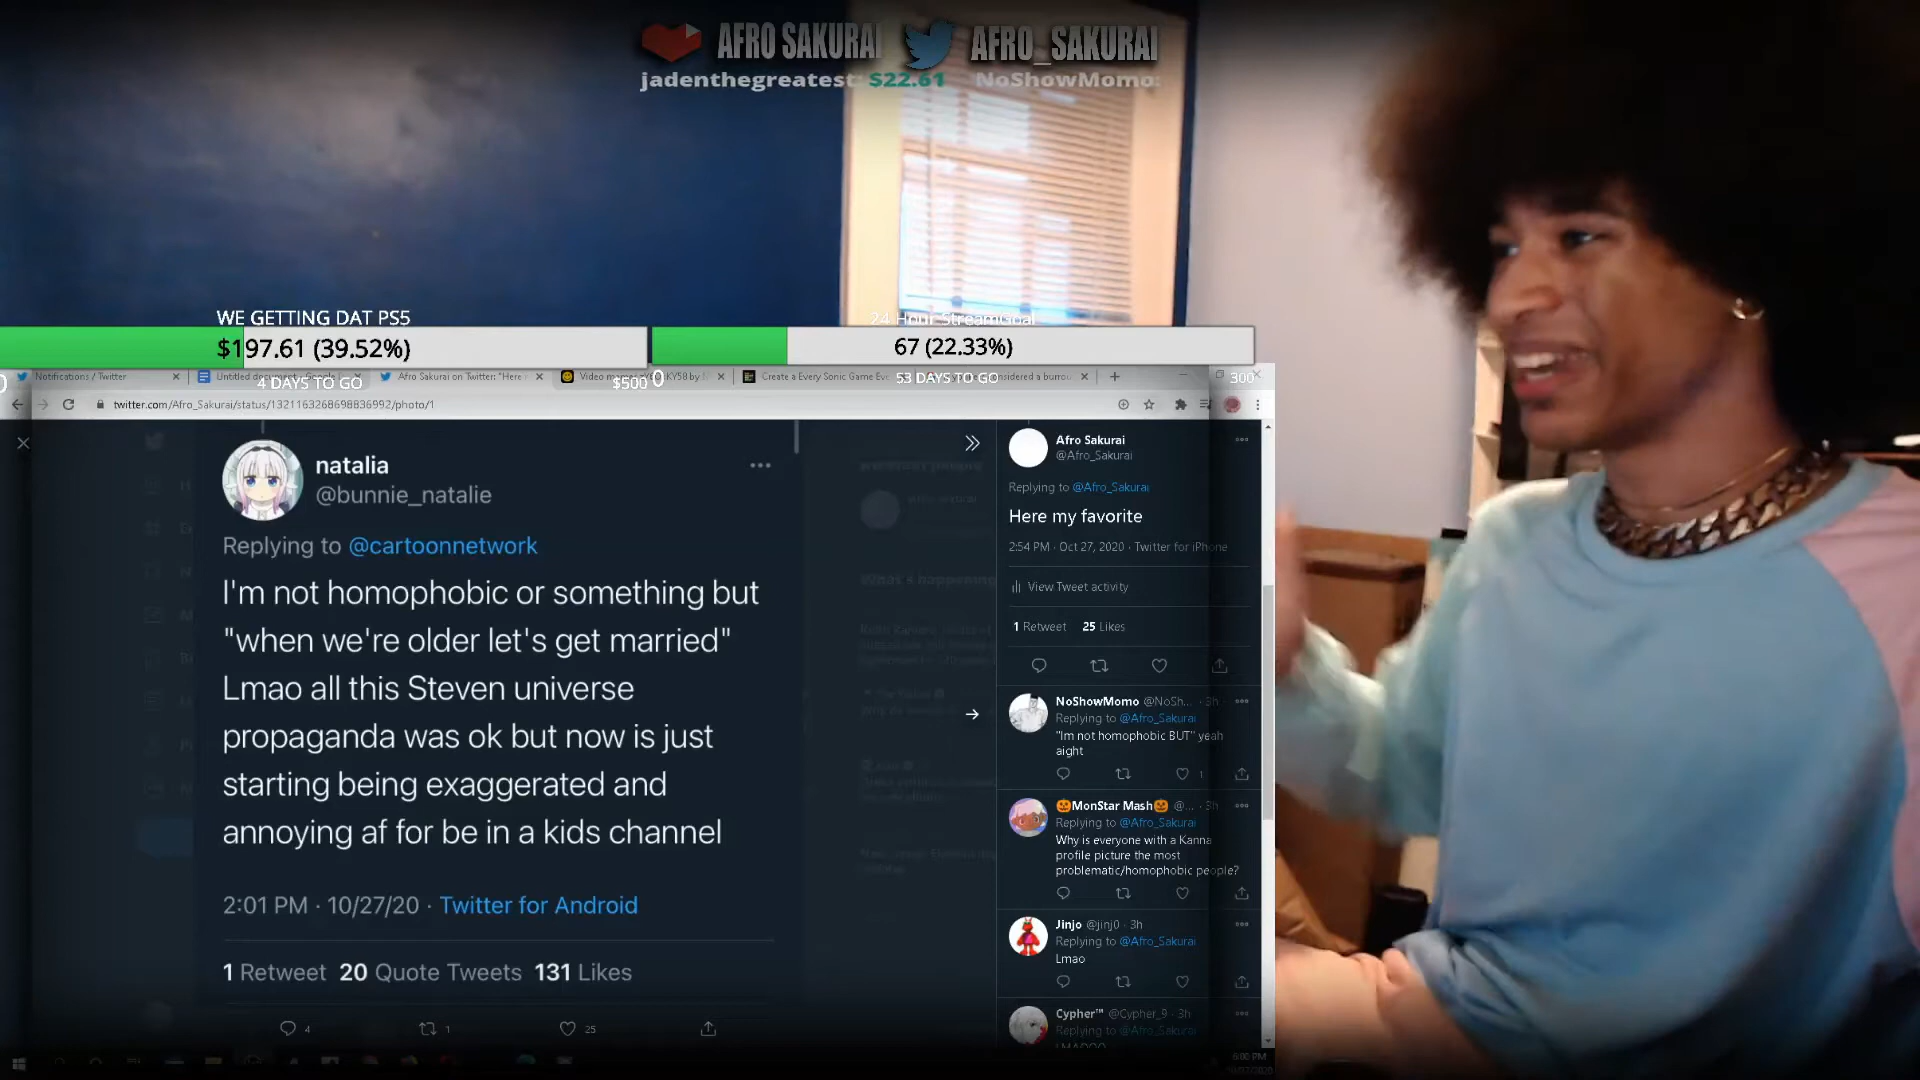 AFRO SAKURAI AFRO_SAKURAI
jadenthegreatest: $22.61 NoShowMomo:
WE GETTING DAT PS5
24 Hour StreamGoal
$197.61 (39.52%)
67 (22.33%)
4 DAYS TO GO
$500
0
53 DAYS TO GO
300
Notifications / Twitter
Untitled document - Google
Afro Sakurai on Twitter: "Here
Create a Every Sonic Game Eve
twitter.com/Afro_Sakurai/status/1321163268698836992/photo/1
natalia
@bunnie_natalie
Replying to @cartoonnetwork
I'm not homophobic or something but
"when we're older let's get married"
Lmao all this Steven universe
propaganda was ok but now is just
starting being exaggerated and
annoying af for be in a kids channel
2:01 PM · 10/27/20 · Twitter for Android
1 Retweet 20 Quote Tweets 131 Likes
4 1 25
What's happening
Afro Sakurai
@Afro_Sakurai
Replying to @Afro_Sakurai
Here my favorite
2:54 PM · Oct 27, 2020 · Twitter for iPhone
View Tweet activity
1 Retweet 25 Likes
NoShowMomo @NoSh... · 3h
Replying to @Afro_Sakurai
"Im not homophobic BUT" yeah
aight
1
🎃MonStar Mash🎃 @... · 3h
Replying to @Afro_Sakurai
Why is everyone with a Kanna
profile picture the most
problematic/homophobic people?
Jinjo @jinj0 · 3h
Replying to @Afro_Sakurai
Lmao
Cypher™ @Cypher_9 · 3h
Replying to @Afro_Sakurai
6:00 PM